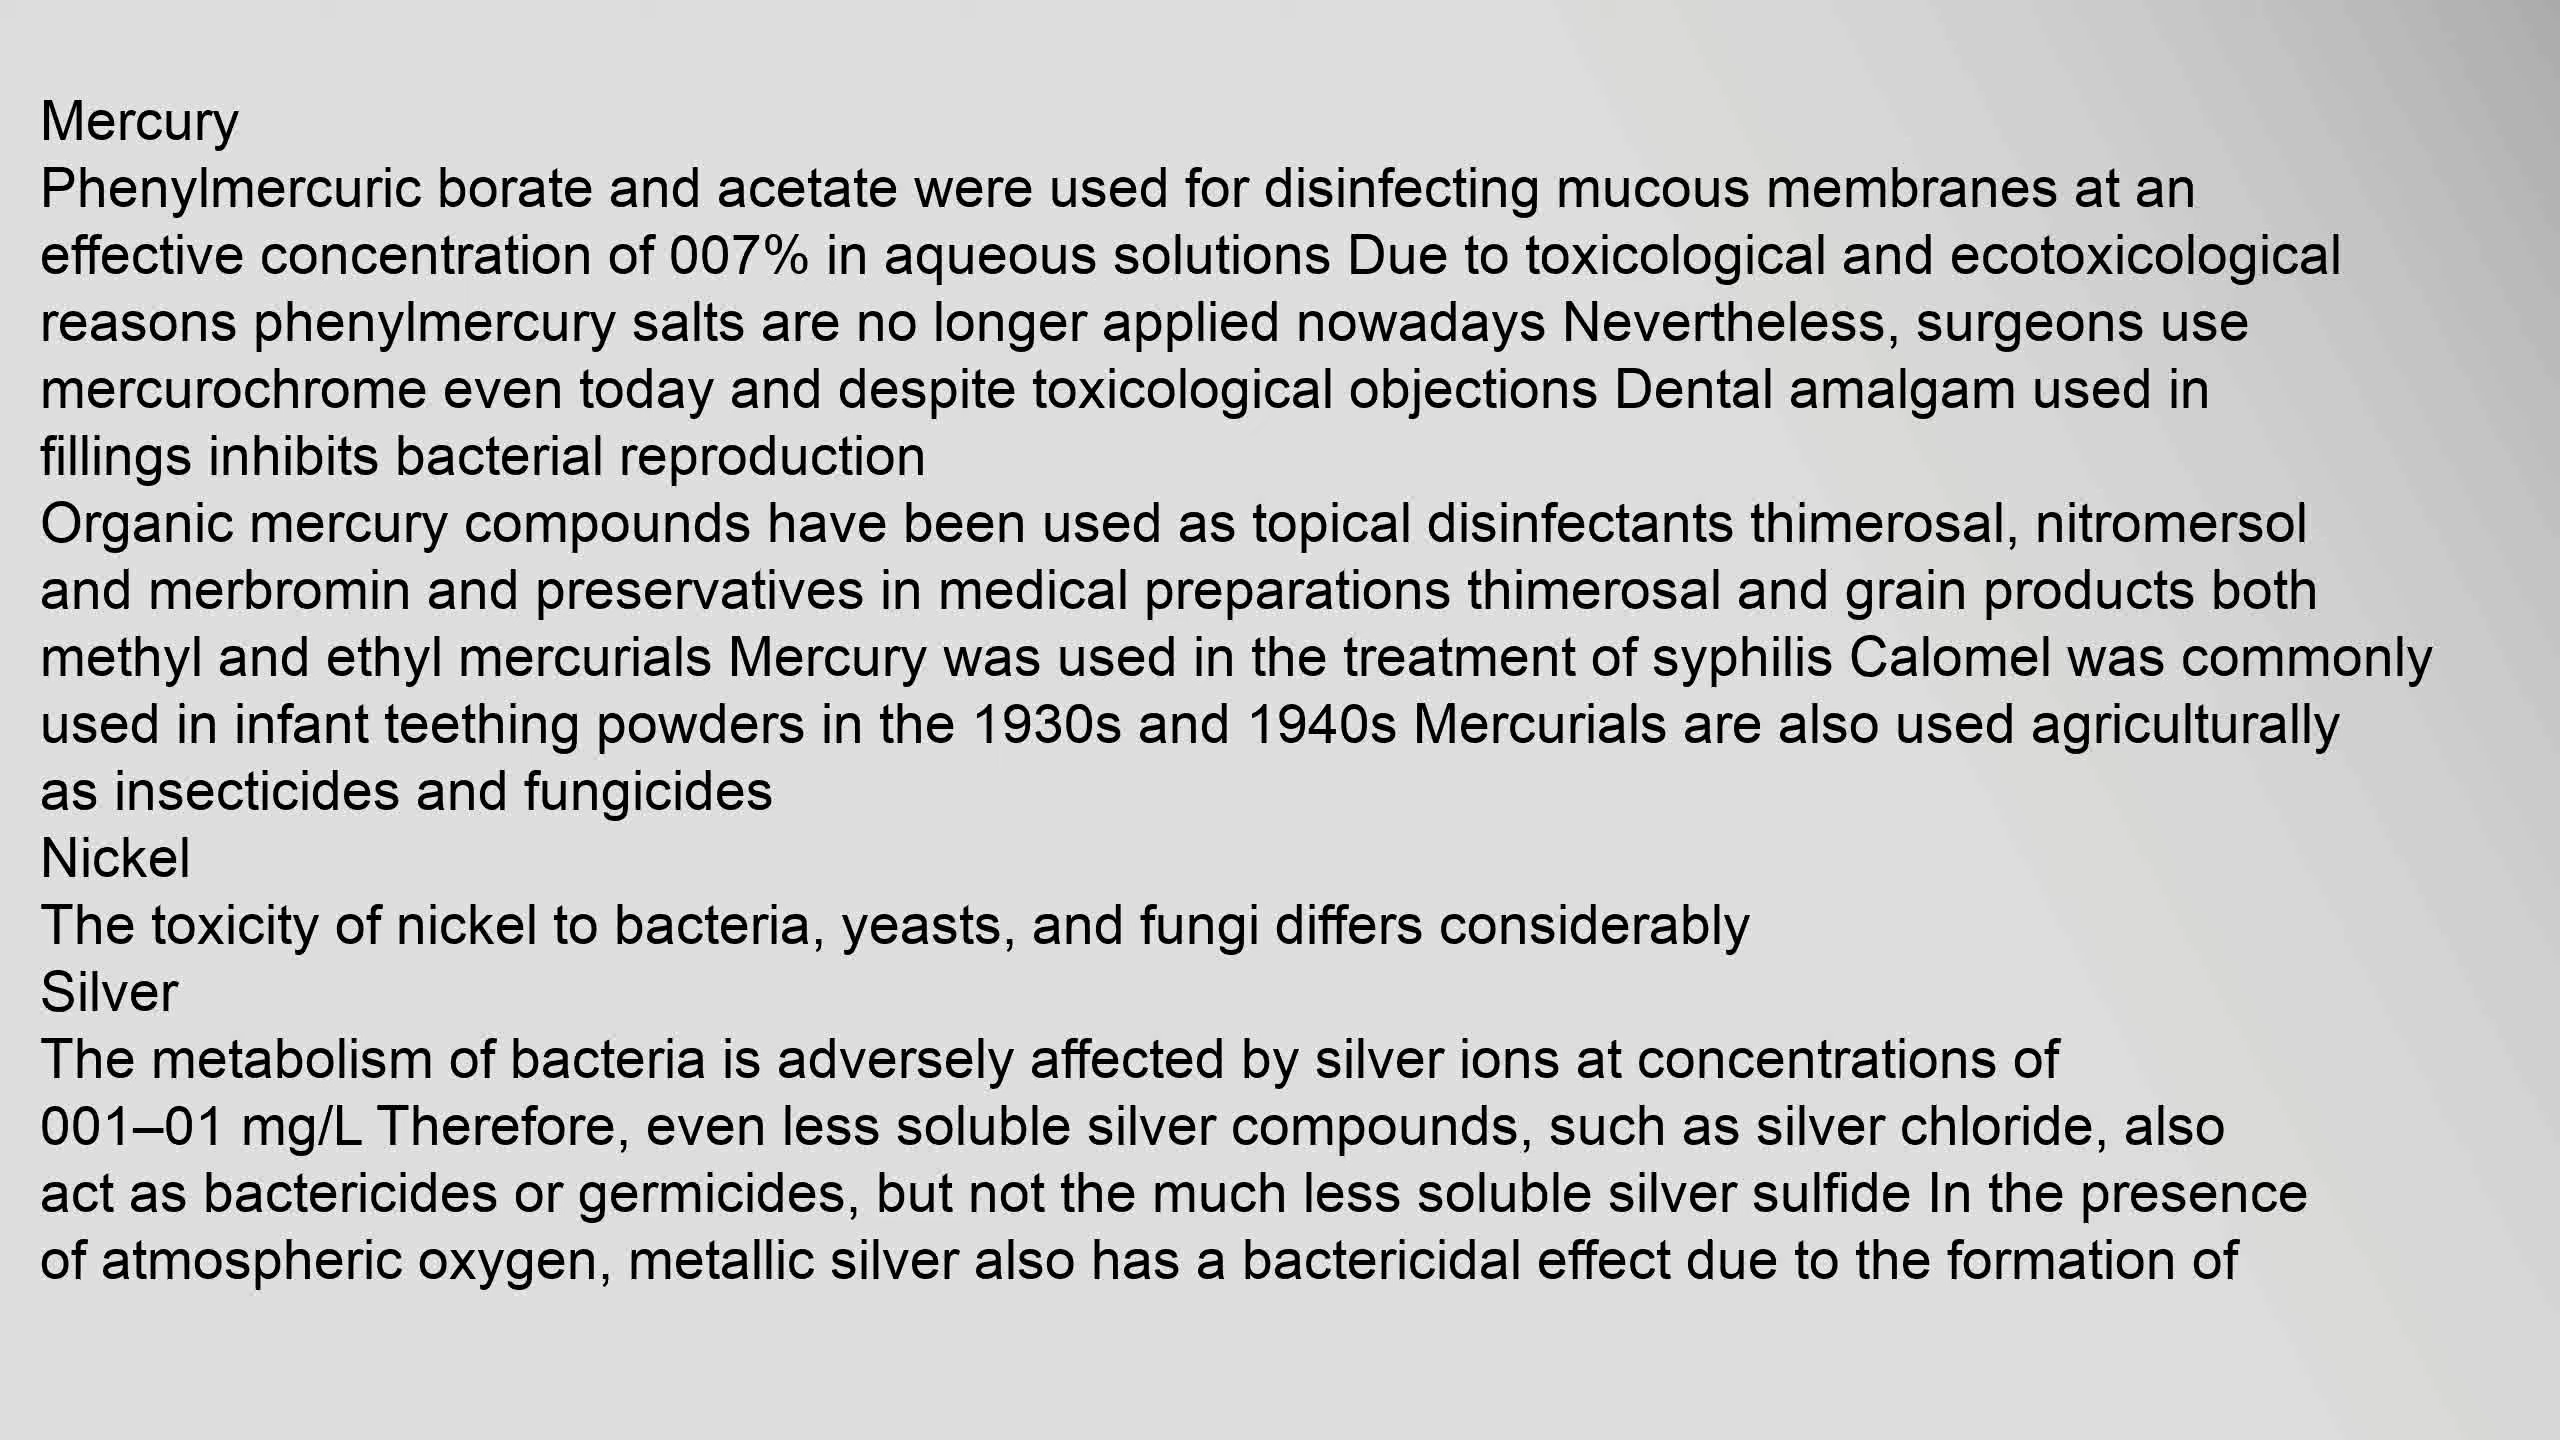 Mercury
Phenylmercuric borate and acetate were used for disinfecting mucous membranes at an
effective concentration of 007% in aqueous solutions Due to toxicological and ecotoxicological
reasons phenylmercury salts are no longer applied nowadays Nevertheless, surgeons use
mercurochrome even today and despite toxicological objections Dental amalgam used in
fillings inhibits bacterial reproduction
Organic mercury compounds have been used as topical disinfectants thimerosal, nitromersol
and merbromin and preservatives in medical preparations thimerosal and grain products both
methyl and ethyl mercurials Mercury was used in the treatment of syphilis Calomel was commonly
used in infant teething powders in the 1930s and 1940s Mercurials are also used agriculturally
as insecticides and fungicides
Nickel
The toxicity of nickel to bacteria, yeasts, and fungi differs considerably
Silver
The metabolism of bacteria is adversely affected by silver ions at concentrations of
001–01 mg/L Therefore, even less soluble silver compounds, such as silver chloride, also
act as bactericides or germicides, but not the much less soluble silver sulfide In the presence
of atmospheric oxygen, metallic silver also has a bactericidal effect due to the formation of